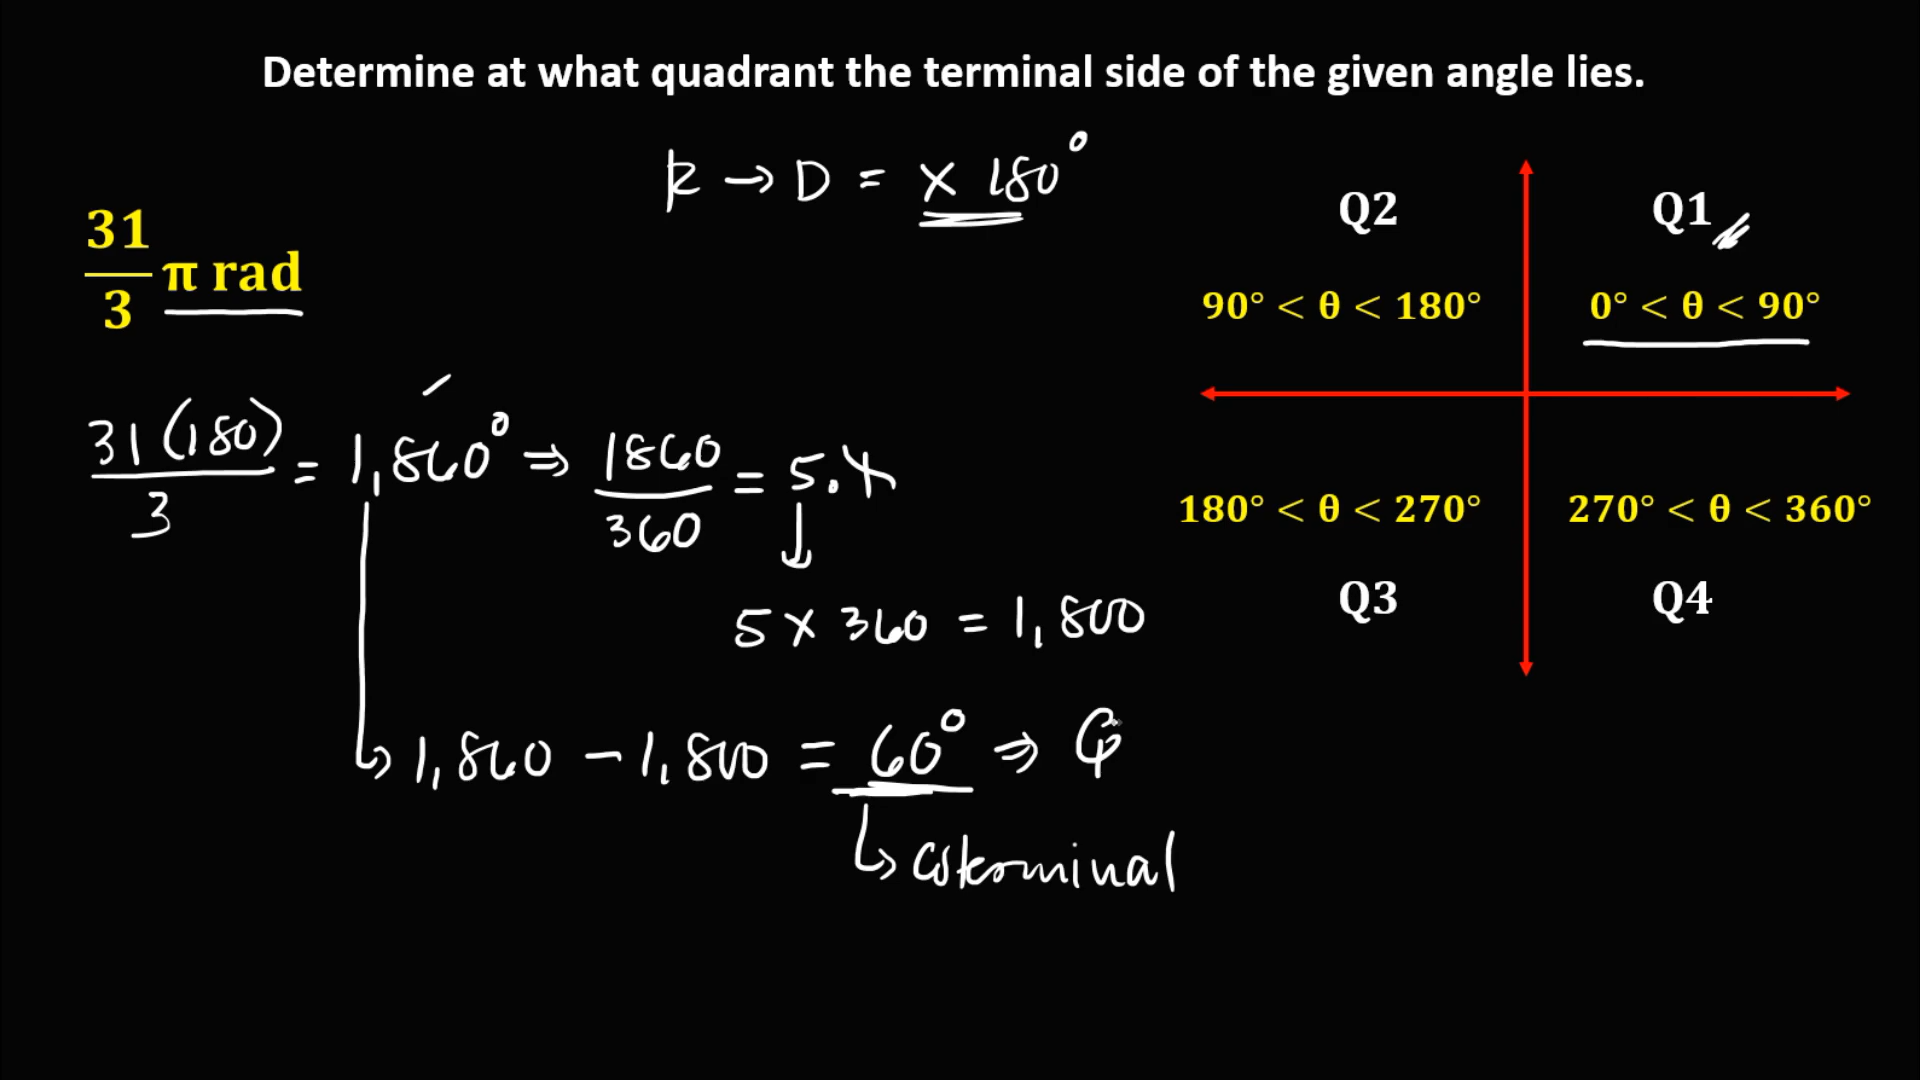 Determine at what quadrant the terminal side of the given angle lies.
R → D = × 180°
31/3 π rad
Q2
Q1
90° < θ < 180°
0° < θ < 90°
31(180)/3 = 1,860° ⇒ 1860/360 = 5.x
180° < θ < 270°
270° < θ < 360°
5 × 360 = 1,800
Q3
Q4
1,860 − 1,800 = 60° ⇒
coterminal